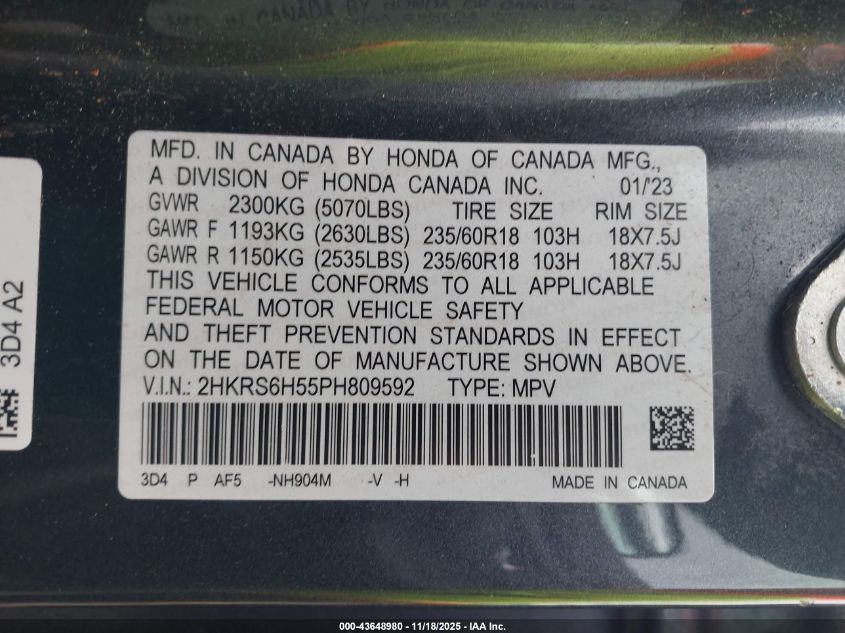 MFD. IN CANADA BY HONDA OF CANADA MFG.,
A DIVISION OF HONDA CANADA INC. 01/'23
GVWR 2300KG (5070LBS) TIRE SIZE RIM SIZE
GAWR F 1193KG (2630LBS) 235/60R18 103H 18X7.5J
GAWR R 1150KG (2535LBS) 235/60R18 103H 18X7.5J
THIS VEHICLE CONFORMS TO ALL APPLICABLE
FEDERAL MOTOR VEHICLE SAFETY
AND THEFT PREVENTION STANDARDS IN EFFECT
ON THE DATE OF MANUFACTURE SHOWN ABOVE.
V.I.N.: 2HKRS6H55PH809592 TYPE: MPV
3D4 P AF5 -NH904M -V -H MADE IN CANADA
3D4 A2
000-43648980 - 11/18/2025 - IAA Inc.